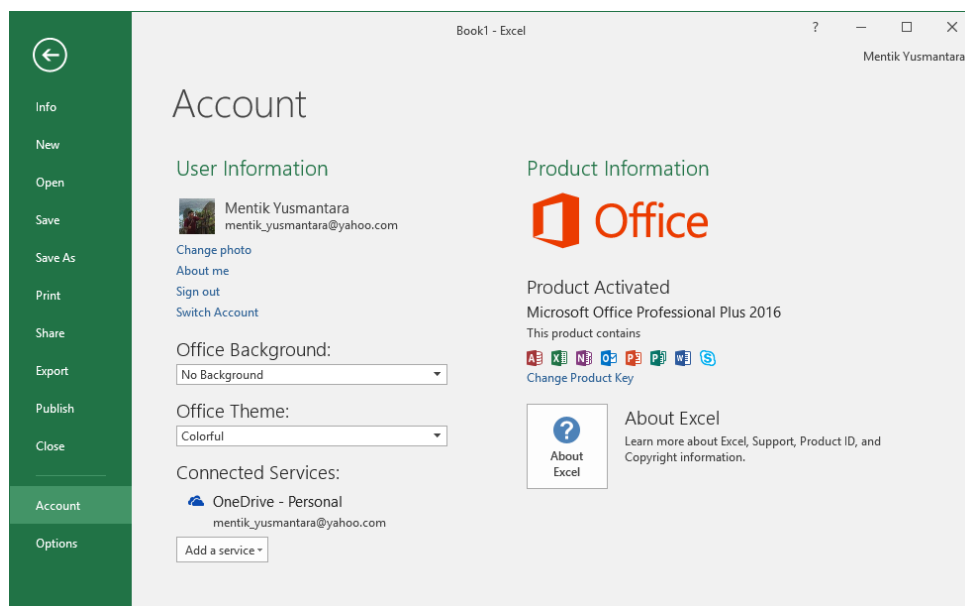 Book1 - Excel
?
Mentik Yusmantara
Info
New
Open
Save
Save As
Print
Share
Export
Publish
Close
Account
Options
Account
User Information
Mentik Yusmantara
mentik_yusmantara@yahoo.com
Change photo
About me
Sign out
Switch Account
Office Background:
No Background
Office Theme:
Colorful
Connected Services:
OneDrive - Personal
mentik_yusmantara@yahoo.com
Add a service
Product Information
Office
Product Activated
Microsoft Office Professional Plus 2016
This product contains
A X N O P P W S
Change Product Key
?
About
Excel
About Excel
Learn more about Excel, Support, Product ID, and
Copyright information.